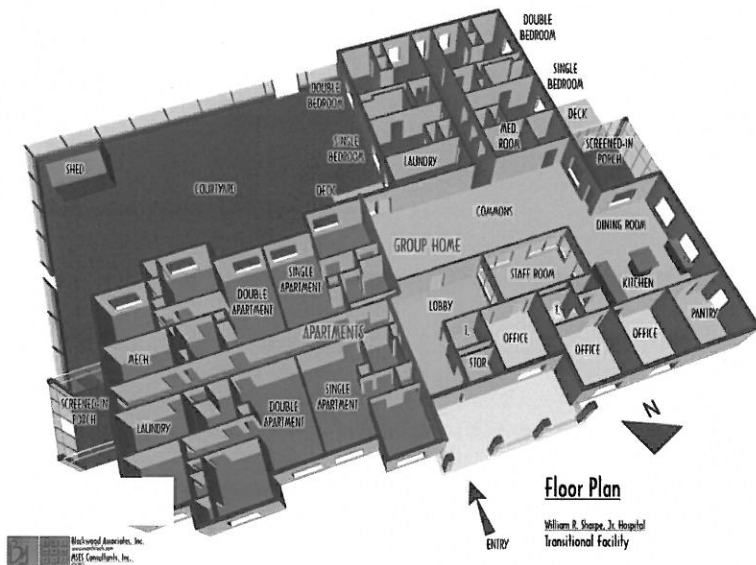 DOUBLE
BEDROOM
SINGLE
BEDROOM
DECK
SCREENED-IN
PORCH
DOUBLE
BEDROOM
SINGLE
BEDROOM
MED.
ROOM
LAUNDRY
DECK
SHED
COURTYARD
COMMONS
DINING ROOM
GROUP HOME
STAFF ROOM
KITCHEN
LOBBY
PANTRY
T.
T.
OFFICE
OFFICE
OFFICE
STOR
SINGLE
APARTMENT
DOUBLE
APARTMENT
APARTMENTS
MECH
SCREENED-IN
PORCH
LAUNDRY
DOUBLE
APARTMENT
SINGLE
APARTMENT
N
ENTRY
Floor Plan
William R. Sharpe, Jr. Hospital
Transitional Facility
Blackwood Associates, Inc.
MSES Consultants, Inc.